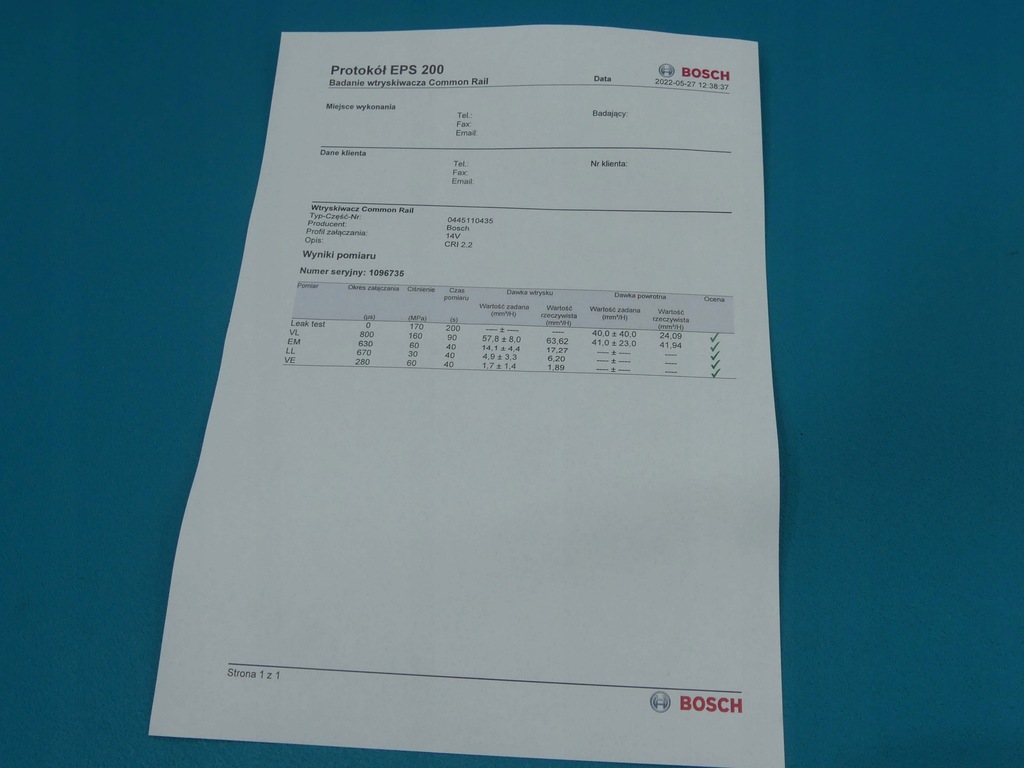 Protokół EPS 200
Badanie wtryskiwacza Common Rail
Data
BOSCH
2022-05-27 12:38:37
Miejsce wykonania
Tel.:
Fax:
Email:
Badający:
Dane klienta
Tel.:
Fax:
Email:
Nr klienta:
Wtryskiwacz Common Rail
Typ-Część-Nr: 0445110435
Producent: Bosch
Profil załączania: 14V
Opis: CRI 2.2
Wyniki pomiaru
Numer seryjny: 1096735
Pomiar Okres załączania Ciśnienie Czas pomiaru Dawka wtrysku Dawka powrotna Ocena
Wartość zadana Wartość rzeczywista Wartość zadana Wartość rzeczywista
(µs) (MPa) (s) (mm³/H) (mm³/H) (mm³/H) (mm³/H)
Leak test 0 170 200 ---- ± ---- ---- 40,0 ± 40,0 24,09 ✓
VL 800 160 90 57,8 ± 8,0 63,62 41,0 ± 23,0 41,94 ✓
EM 630 60 40 14,1 ± 4,4 17,27 ---- ± ---- ---- ✓
LL 670 30 40 4,9 ± 3,3 6,20 ---- ± ---- ---- ✓
VE 280 60 40 1,7 ± 1,4 1,89 ---- ± ---- ---- ✓
Strona 1 z 1
BOSCH